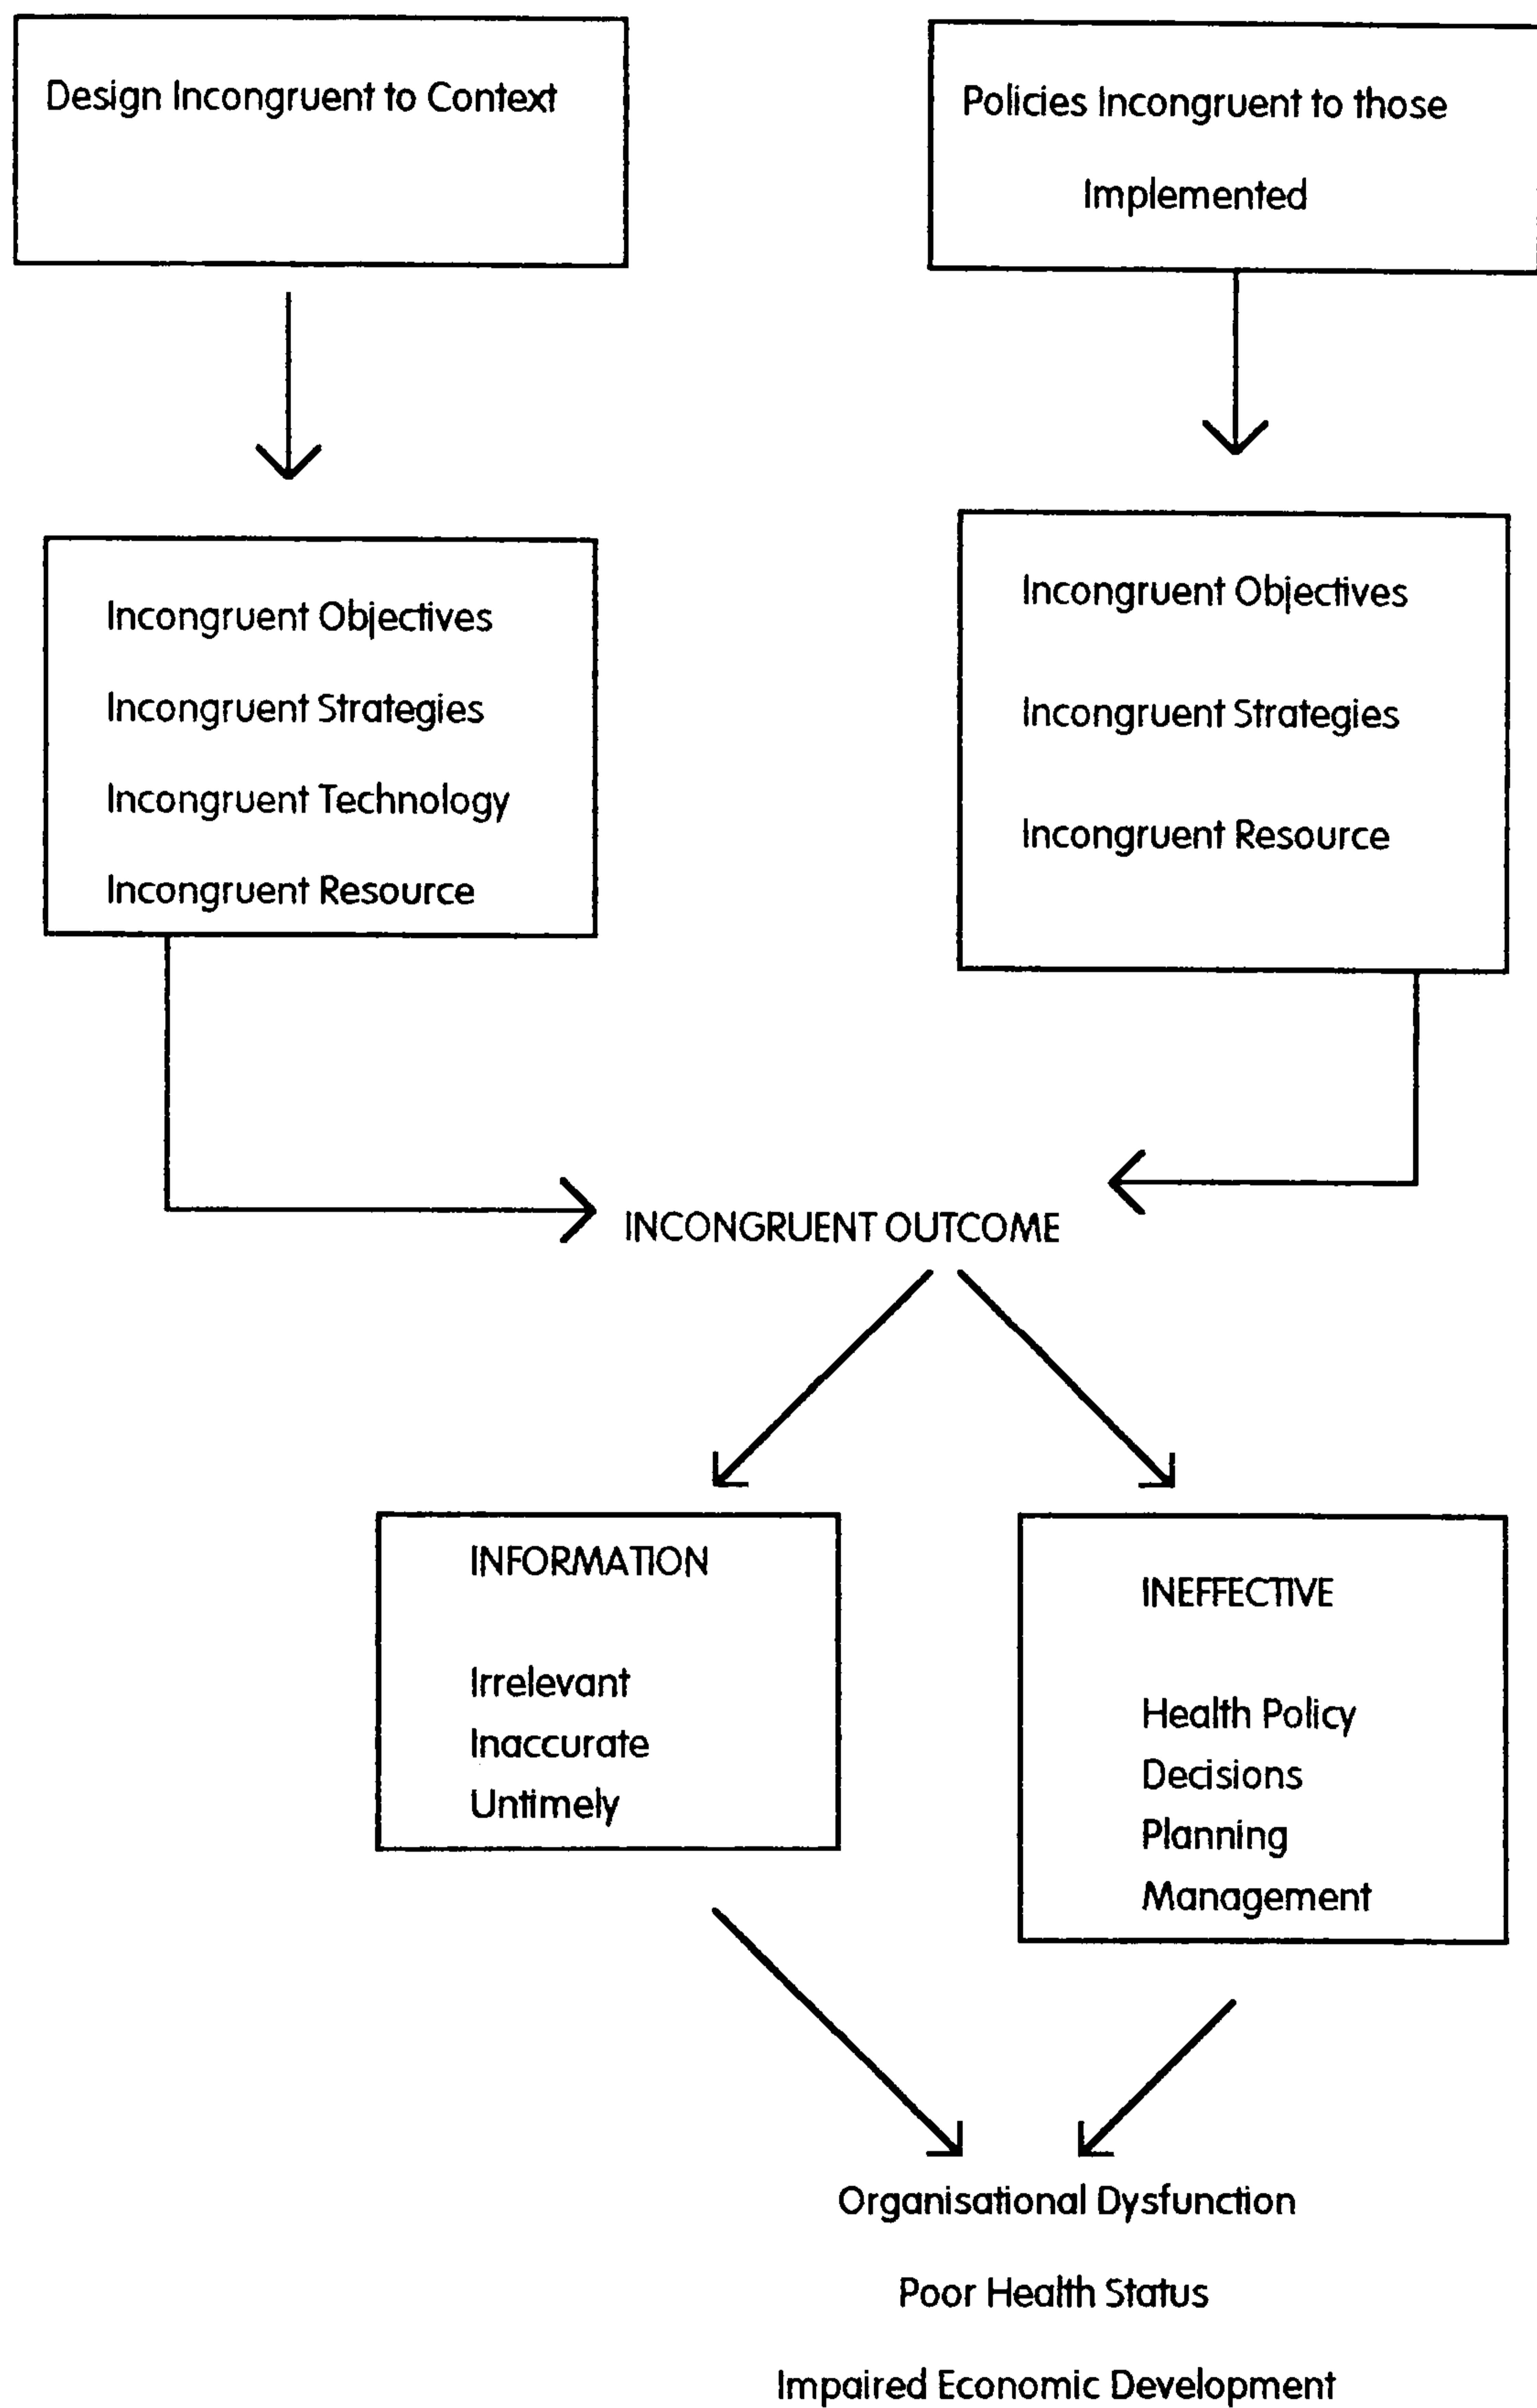 Design Incongruent to Context
Policies Incongruent to those
Implemented
Incongruent Objectives
Incongruent Strategies
Incongruent Technology
Incongruent Resource
Incongruent Objectives
Incongruent Strategies
Incongruent Resource
INCONGRUENT OUTCOME
INFORMATION
Irrelevant
Inaccurate
Untimely
INEFFECTIVE
Health Policy
Decisions
Planning
Management
Organisational Dysfunction
Poor Health Status
Impaired Economic Development